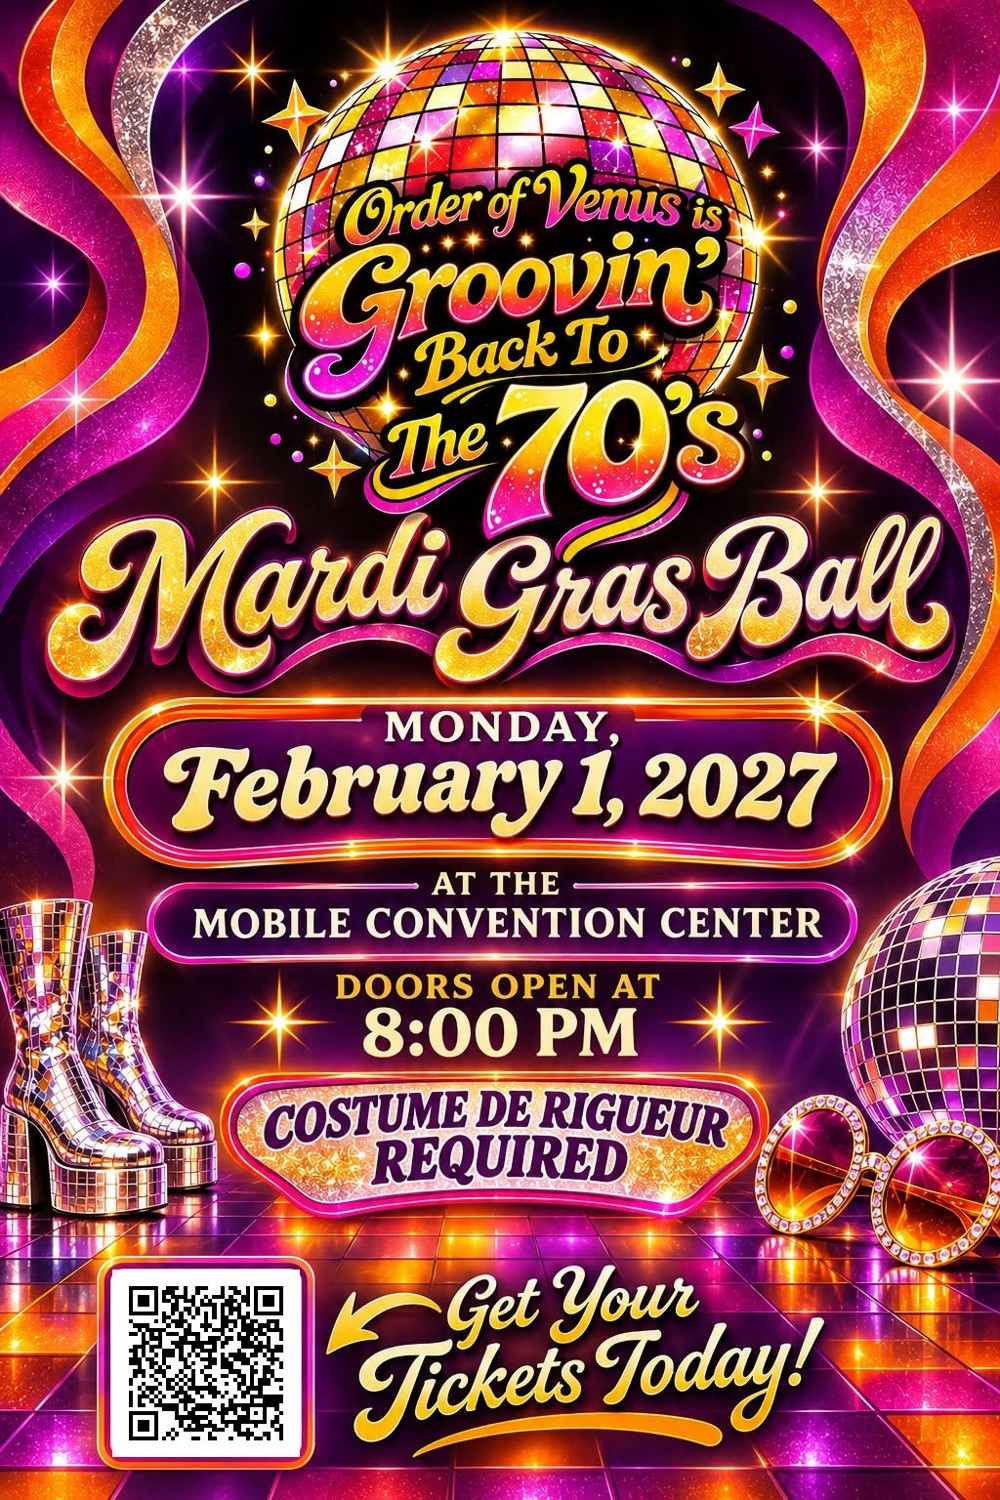 Order of Venus is
Groovin'
Back To
The 70's
Mardi Gras Ball
MONDAY,
February 1, 2027
AT THE
MOBILE CONVENTION CENTER
DOORS OPEN AT
8:00 PM
COSTUME DE RIGUEUR
REQUIRED
Get Your
Tickets Today!